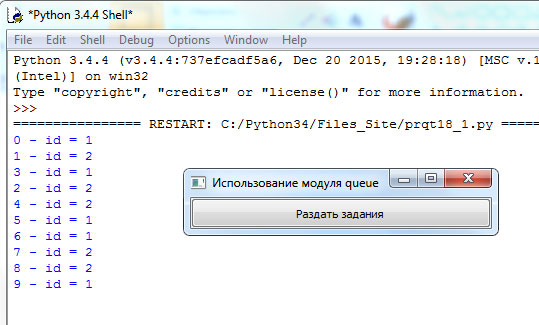 *Python 3.4.4 Shell*
File Edit Shell Debug Options Window Help
Python 3.4.4 (v3.4.4:737efcadf5a6, Dec 20 2015, 19:28:18) [MSC v.1
(Intel)] on win32
Type "copyright", "credits" or "license()" for more information.
>>>
================ RESTART: C:/Python34/Files_Site/prqt18_1.py =====
0 - id = 1
1 - id = 2
3 - id = 1
2 - id = 2
4 - id = 2
5 - id = 1
6 - id = 1
7 - id = 2
8 - id = 2
9 - id = 1
Использование модуля queue
Раздать задания